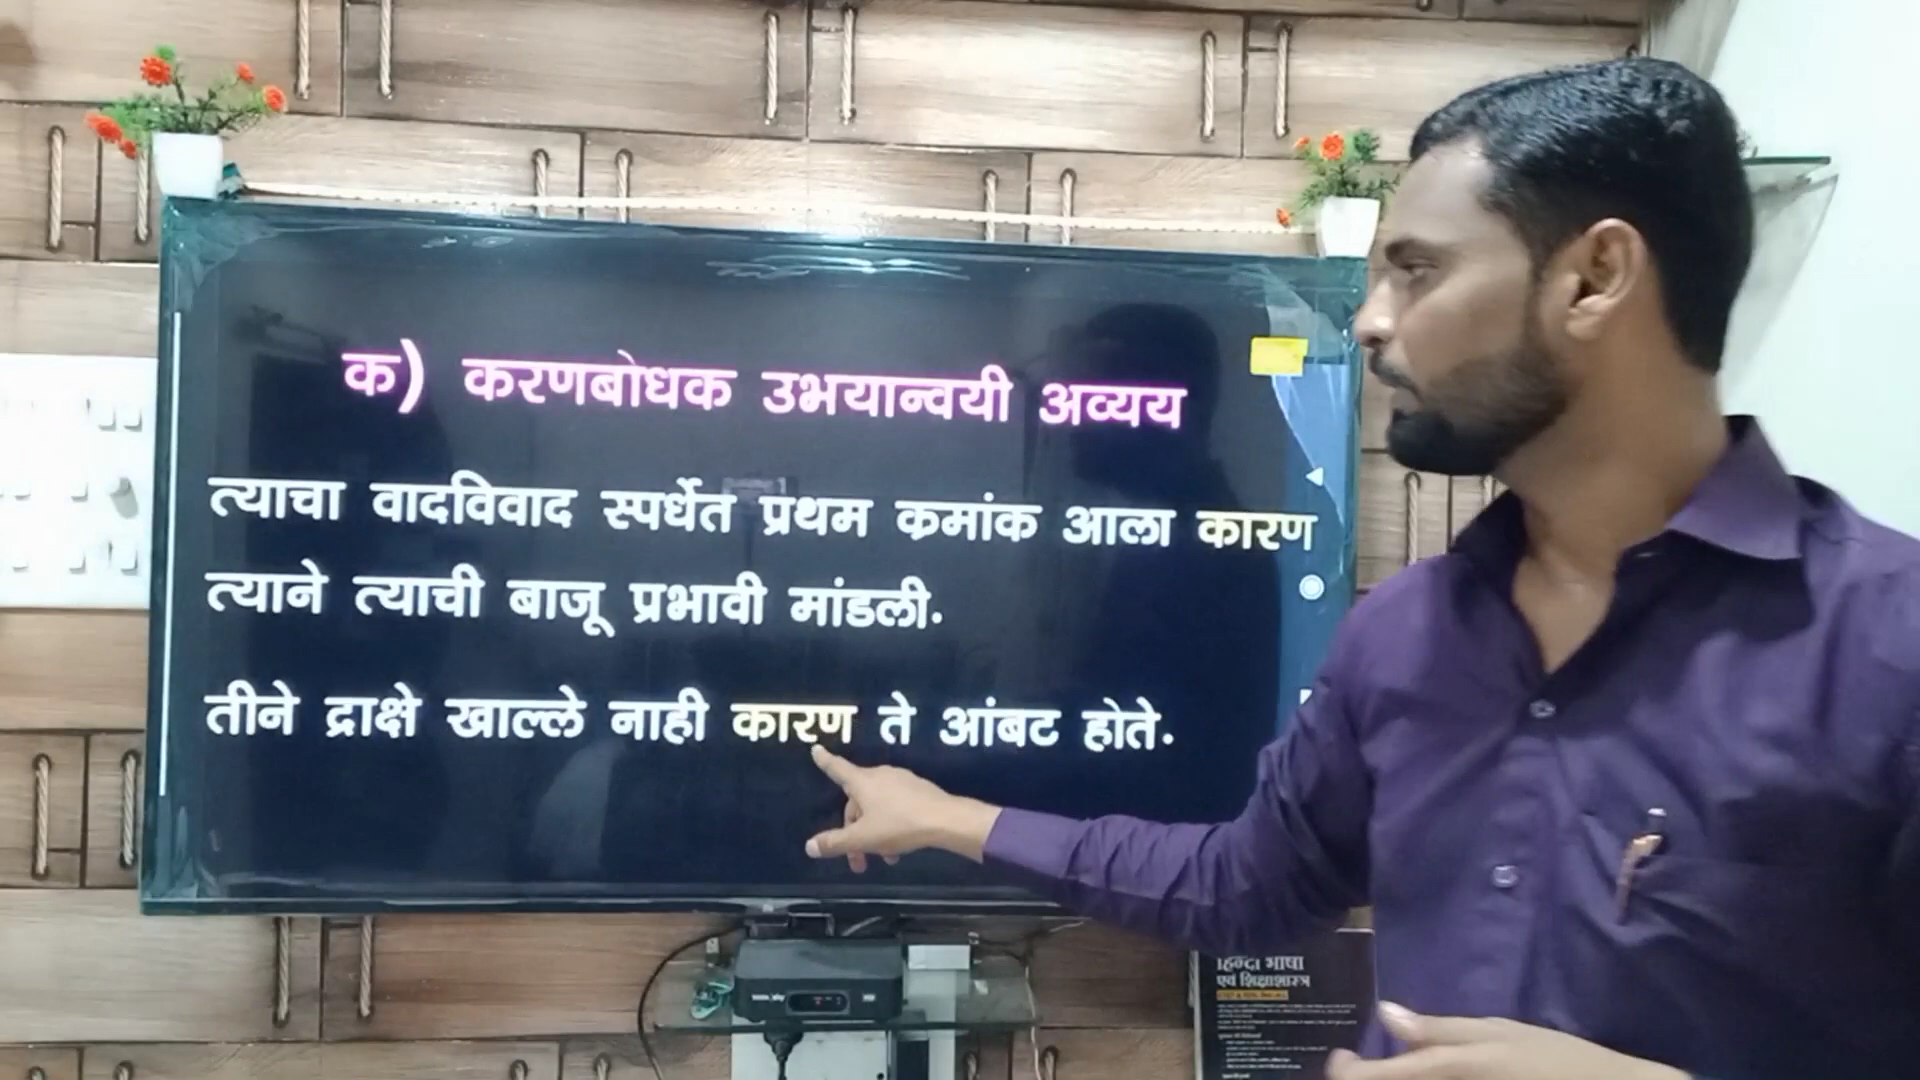 क) करणबोधक उभयान्वयी अव्यय
त्याचा वादविवाद स्पर्धेत प्रथम क्रमांक आला कारण
त्याने त्याची बाजू प्रभावी मांडली.
तीने द्राक्षे खाल्ले नाही कारण ते आंबट होते.
हिन्दी भाषा
एवं शिक्षाशास्त्र